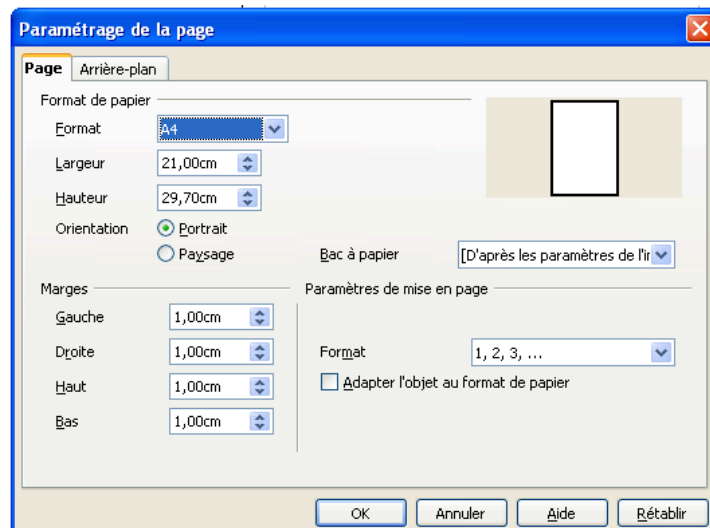 Paramétrage de la page
Page Arrière-plan
Format de papier
Format A4
Largeur 21,00cm
Hauteur 29,70cm
Orientation Portrait
Paysage
Bac à papier [D'après les paramètres de l'ir
Marges
Gauche 1,00cm
Droite 1,00cm
Haut 1,00cm
Bas 1,00cm
Paramètres de mise en page
Format 1, 2, 3, ...
Adapter l'objet au format de papier
OK Annuler Aide Rétablir